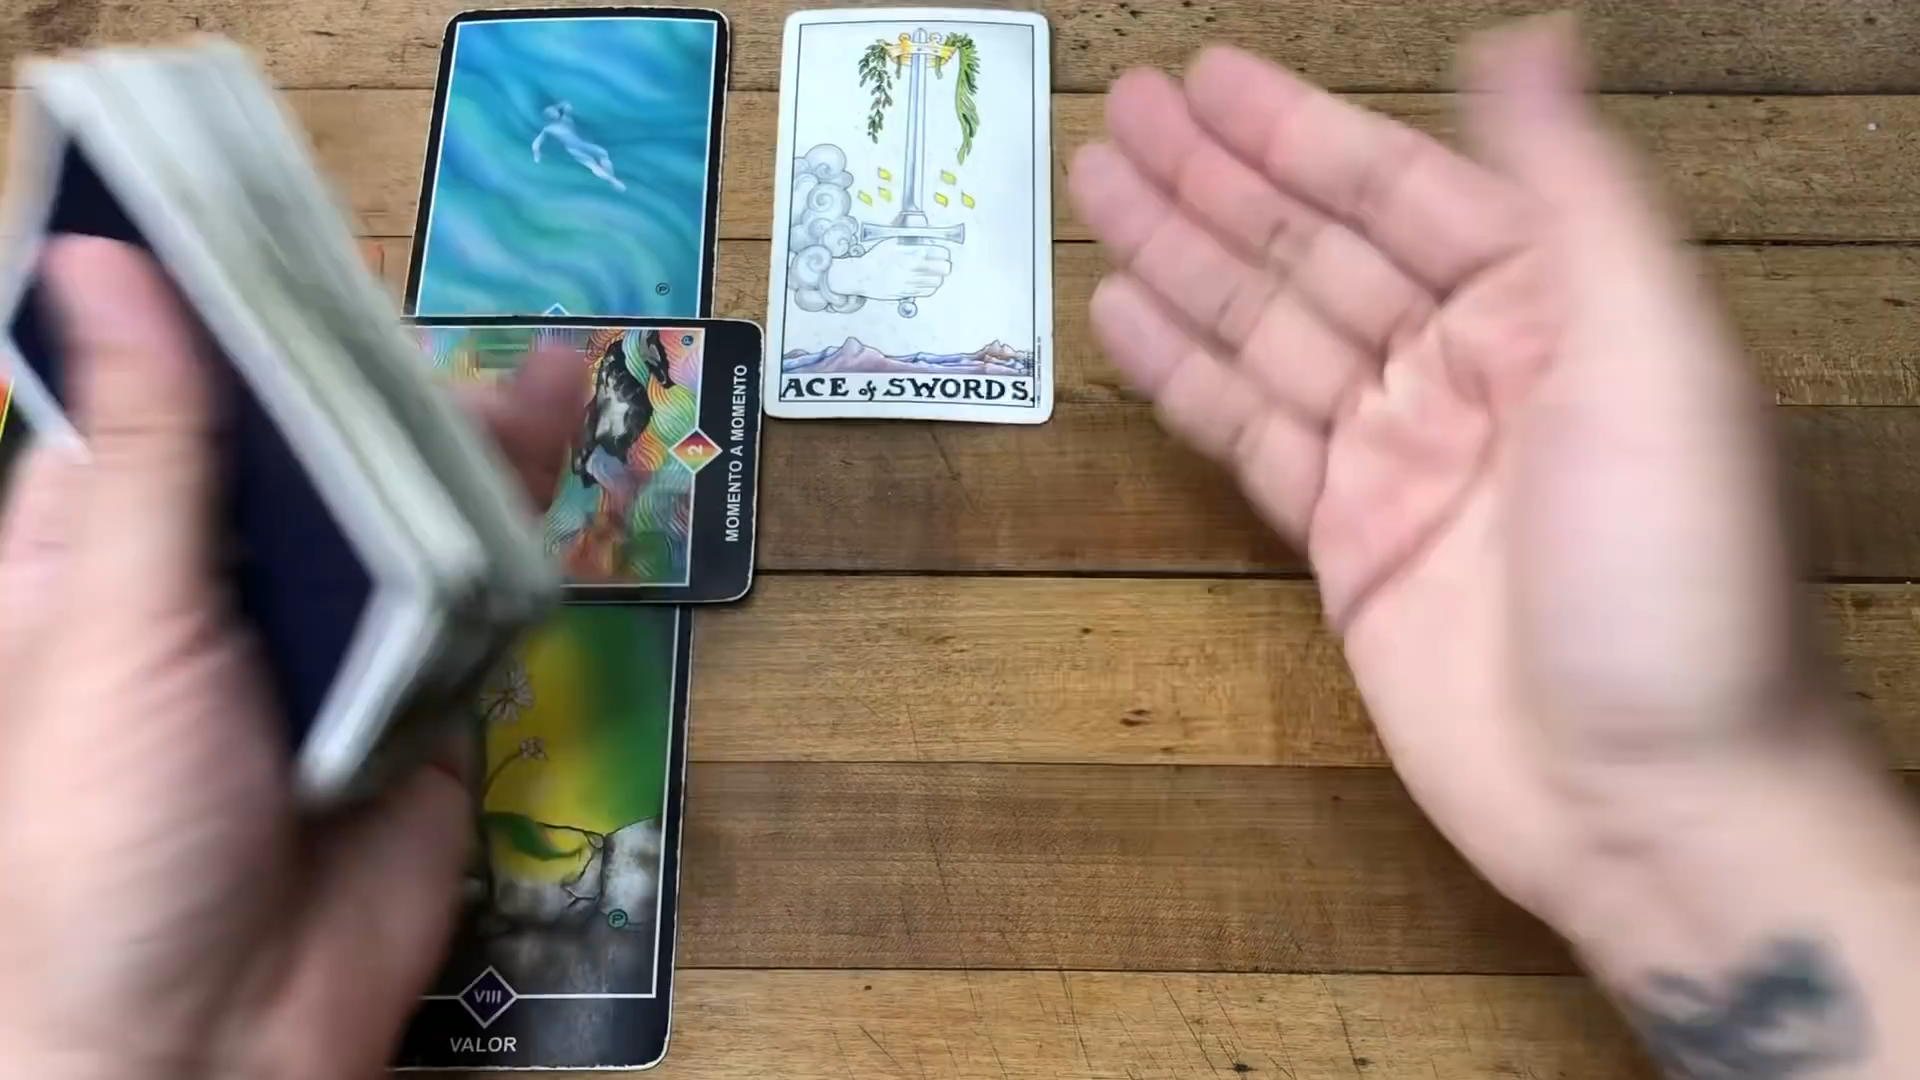 ACE of SWORDS.
2
MOMENTO A MOMENTO
VIII
VALOR